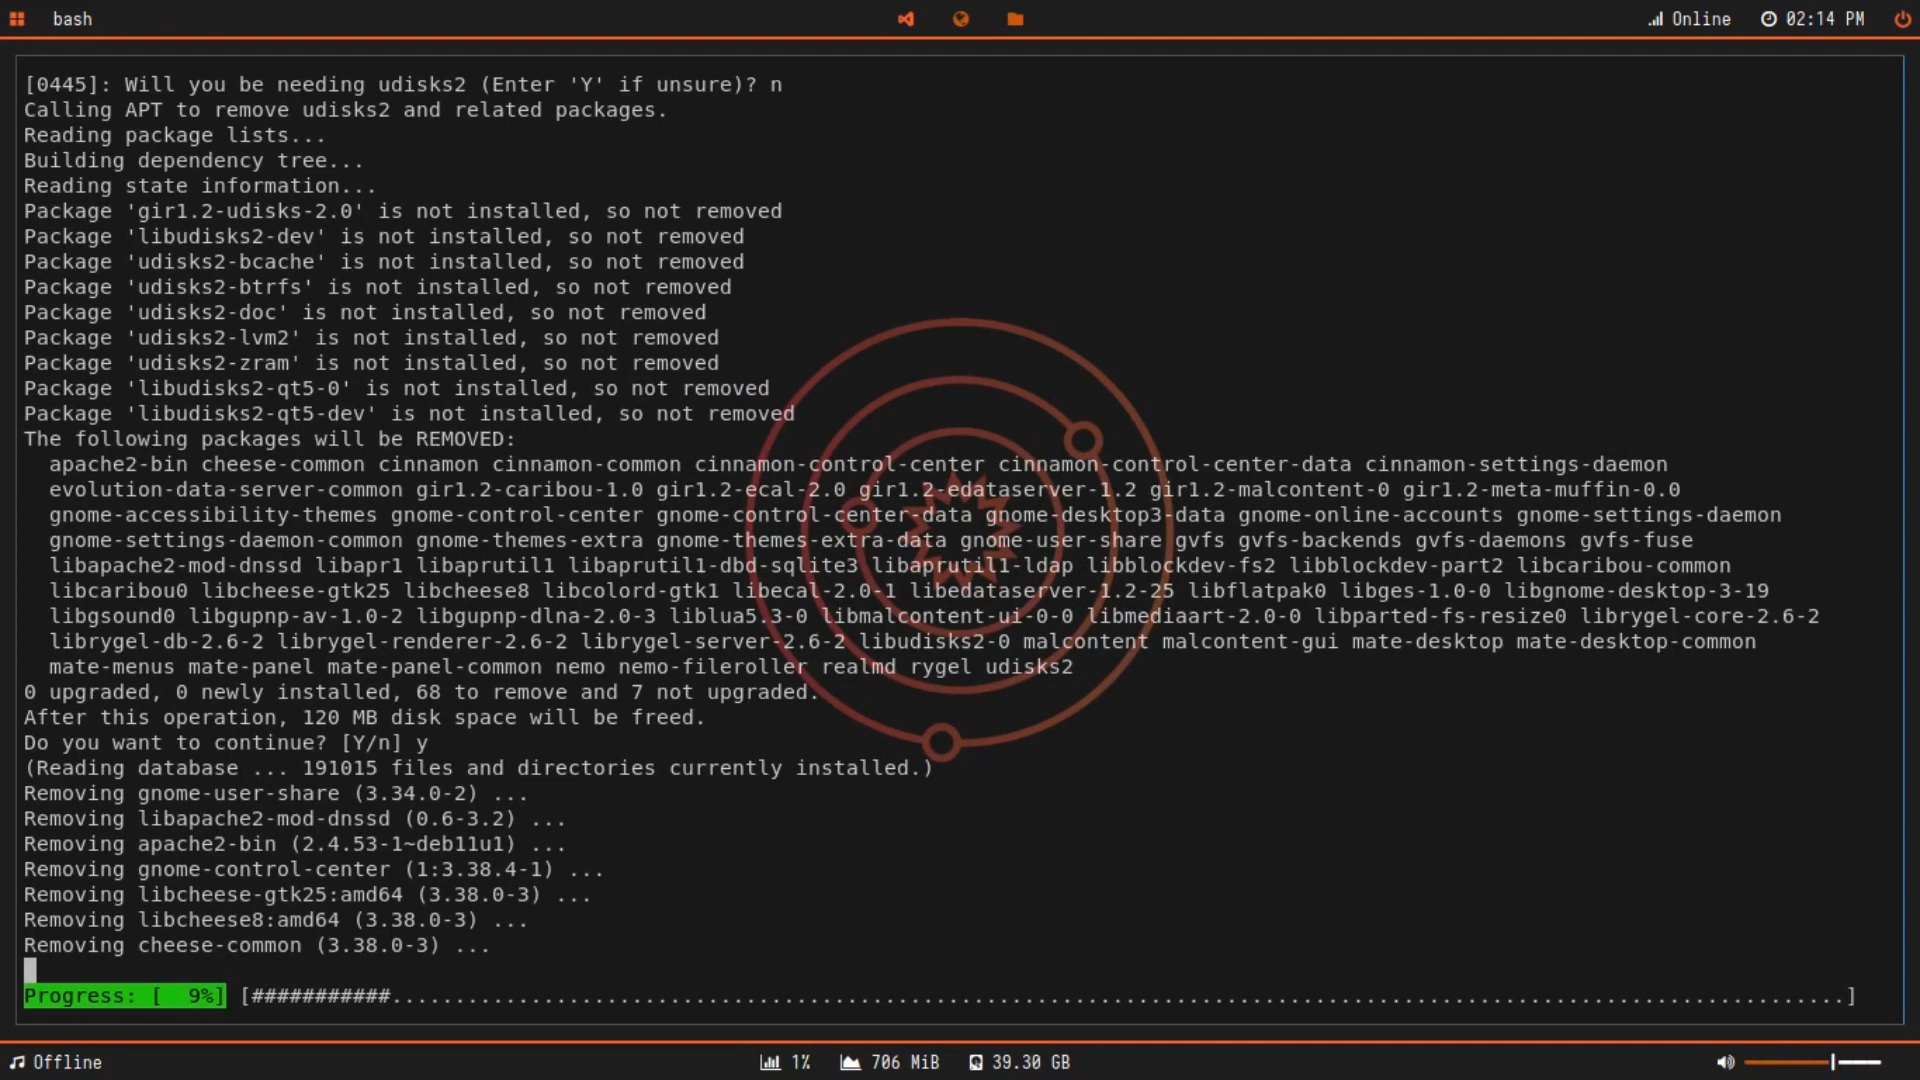 bash
Online 02:14 PM
[0445]: Will you be needing udisks2 (Enter 'Y' if unsure)? n
Calling APT to remove udisks2 and related packages.
Reading package lists...
Building dependency tree...
Reading state information...
Package 'gir1.2-udisks-2.0' is not installed, so not removed
Package 'libudisks2-dev' is not installed, so not removed
Package 'udisks2-bcache' is not installed, so not removed
Package 'udisks2-btrfs' is not installed, so not removed
Package 'udisks2-doc' is not installed, so not removed
Package 'udisks2-lvm2' is not installed, so not removed
Package 'udisks2-zram' is not installed, so not removed
Package 'libudisks2-qt5-0' is not installed, so not removed
Package 'libudisks2-qt5-dev' is not installed, so not removed
The following packages will be REMOVED:
apache2-bin cheese-common cinnamon cinnamon-common cinnamon-control-center cinnamon-control-center-data cinnamon-settings-daemon
evolution-data-server-common gir1.2-caribou-1.0 gir1.2-ecal-2.0 gir1.2-edataserver-1.2 gir1.2-malcontent-0 gir1.2-meta-muffin-0.0
gnome-accessibility-themes gnome-control-center gnome-control-center-data gnome-desktop3-data gnome-online-accounts gnome-settings-daemon
gnome-settings-daemon-common gnome-themes-extra gnome-themes-extra-data gnome-user-share gvfs gvfs-backends gvfs-daemons gvfs-fuse
libapache2-mod-dnssd libapr1 libaprutil1 libaprutil1-dbd-sqlite3 libaprutil1-ldap libblockdev-fs2 libblockdev-part2 libcaribou-common
libcaribou0 libcheese-gtk25 libcheese8 libcolord-gtk1 libecal-2.0-1 libedataserver-1.2-25 libflatpak0 libges-1.0-0 libgnome-desktop-3-19
libgsound0 libgupnp-av-1.0-2 libgupnp-dlna-2.0-3 liblua5.3-0 libmalcontent-ui-0-0 libmediaart-2.0-0 libparted-fs-resize0 librygel-core-2.6-2
librygel-db-2.6-2 librygel-renderer-2.6-2 librygel-server-2.6-2 libudisks2-0 malcontent malcontent-gui mate-desktop mate-desktop-common
mate-menus mate-panel mate-panel-common nemo nemo-fileroller realmd rygel udisks2
0 upgraded, 0 newly installed, 68 to remove and 7 not upgraded.
After this operation, 120 MB disk space will be freed.
Do you want to continue? [Y/n] y
(Reading database ... 191015 files and directories currently installed.)
Removing gnome-user-share (3.34.0-2) ...
Removing libapache2-mod-dnssd (0.6-3.2) ...
Removing apache2-bin (2.4.53-1~deb11u1) ...
Removing gnome-control-center (1:3.38.4-1) ...
Removing libcheese-gtk25:amd64 (3.38.0-3) ...
Removing libcheese8:amd64 (3.38.0-3) ...
Removing cheese-common (3.38.0-3) ...
Progress: [  9%] [###########...................................................................................................................]
Offline 1% 706 MiB 39.30 GB